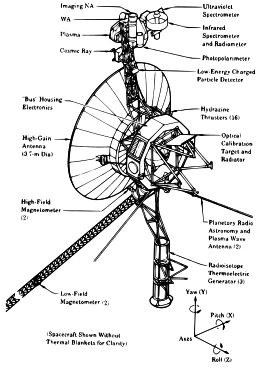 Imaging NA
WA
Plasma
Cosmic Ray
"Bus" Housing
Electronics
High-Gain
Antenna
(3.7-m Dia)
High-Field
Magnetometer
(2)
Low-Field
Magnetometer (2)
(Spacecraft Shown Without
Thermal Blankets for Clarity)
Ultraviolet
Spectrometer
Infrared
Spectrometer
and Radiometer
Photopolarimeter
Low-Energy Charged
Particle Detector
Hydrazine
Thrusters (16)
Optical
Calibration
Target and
Radiator
Planetary Radio
Astronomy and
Plasma Wave
Antenna (2)
Radioisotope
Thermoelectric
Generator (3)
Yaw (Y)
Pitch (X)
Axes
Roll (Z)